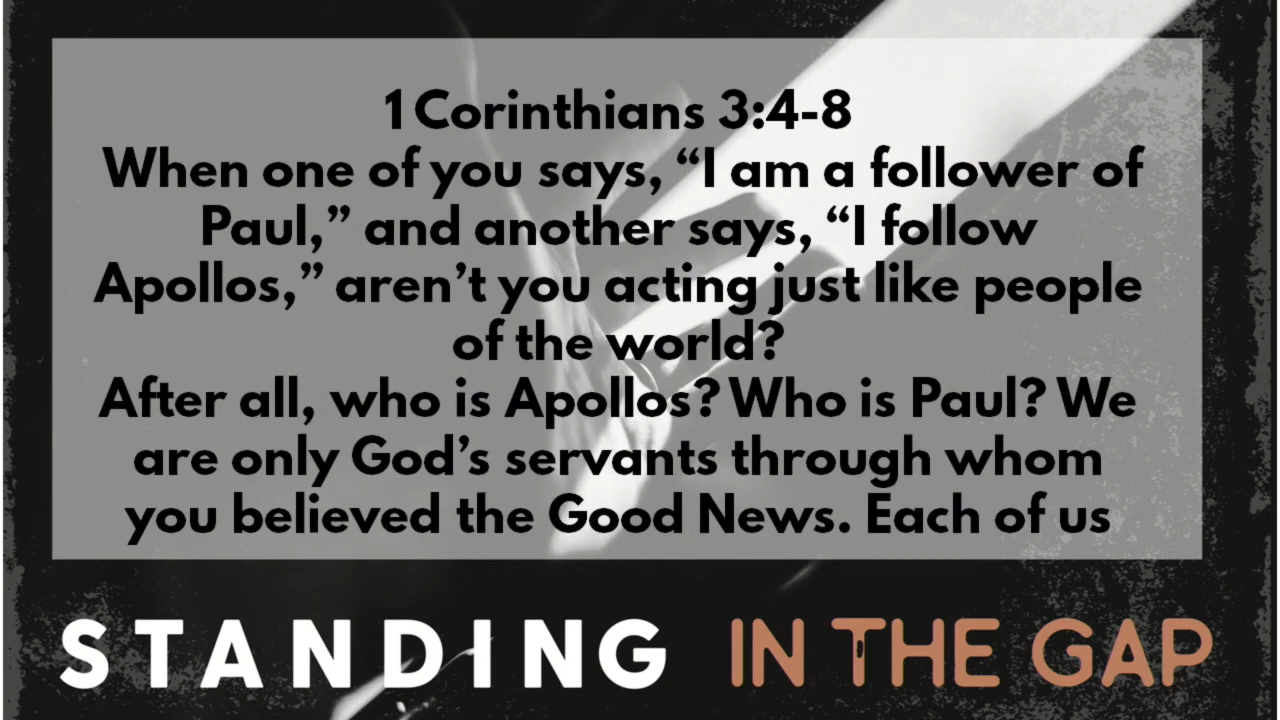 1 Corinthians 3:4-8
When one of you says, “I am a follower of
Paul,” and another says, “I follow
Apollos,” aren’t you acting just like people
of the world?
After all, who is Apollos? Who is Paul? We
are only God’s servants through whom
you believed the Good News. Each of us
STANDING IN THE GAP